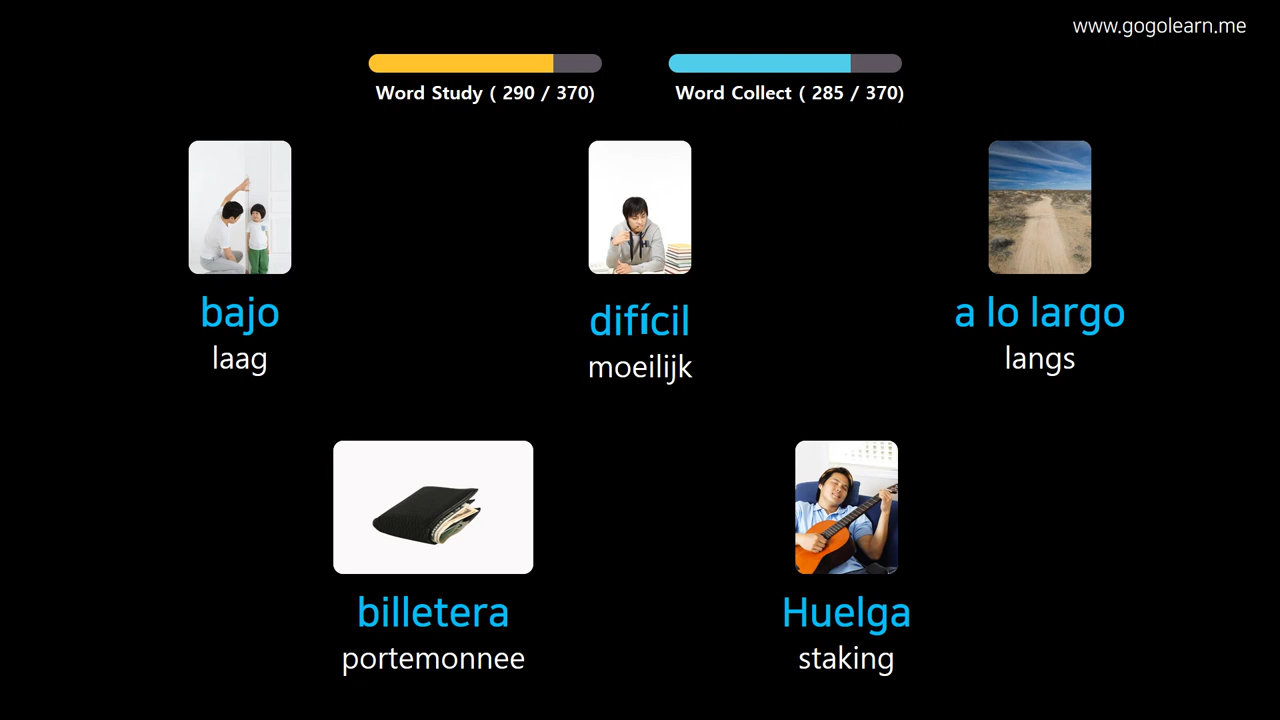 www.gogolearn.me
Word Study ( 290 / 370)
Word Collect ( 285 / 370)
bajo
laag
difícil
moeilijk
a lo largo
langs
billetera
portemonnee
Huelga
staking